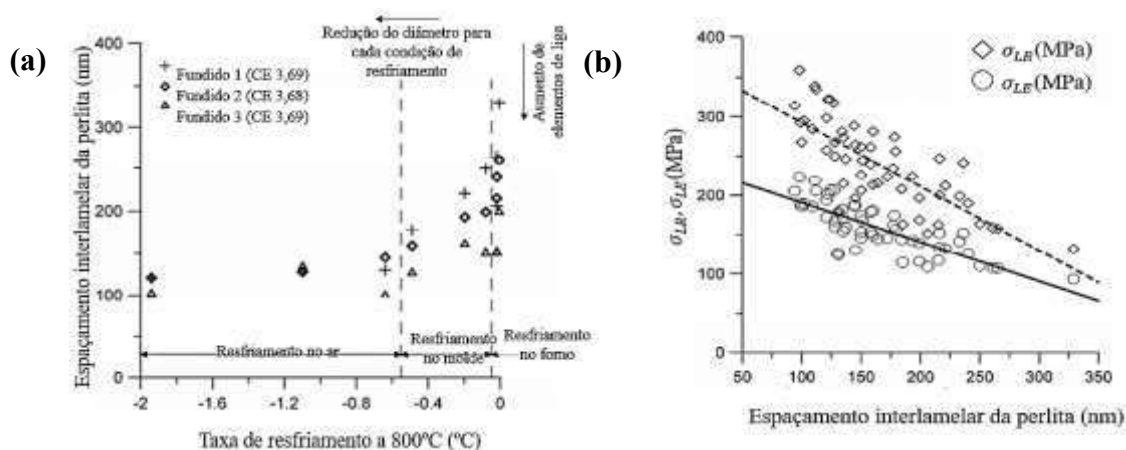 (a)
Redução do diâmetro para
cada condição de
resfriamento
Aumento de
elementos de liga
Espaçamento interlamelar da perlita (nm)
400
300
200
100
0
Fundido 1 (CE 3,69)
Fundido 2 (CE 3,68)
Fundido 3 (CE 3,69)
Resfriamento no ar
Resfriamento
no molde
Resfriamento
no forno
-2
-1.6
-1.2
-0.8
-0.4
0
Taxa de resfriamento a 800ºC (ºC)
(b)
σLR, σLE (MPa)
400
300
200
100
0
σLE (MPa)
σLE (MPa)
50
100
150
200
250
300
350
Espaçamento interlamelar da perlita (nm)